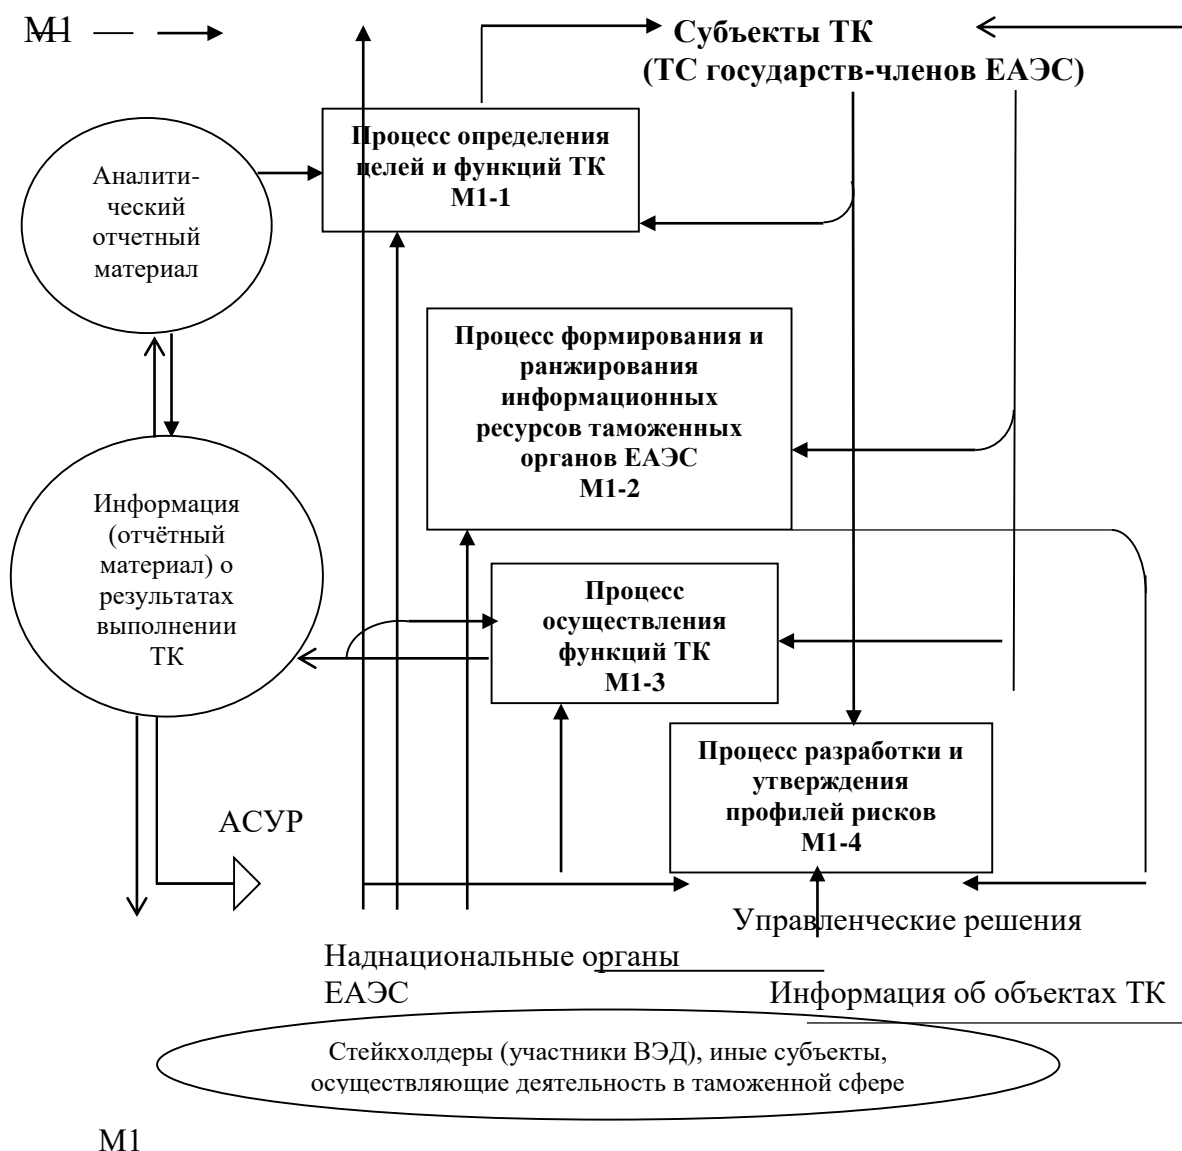 М1
Субъекты ТК
(ТС государств-членов ЕАЭС)
Процесс определения
целей и функций ТК
М1-1
Аналити-
ческий
отчетный
материал
Процесс формирования и
ранжирования
информационных
ресурсов таможенных
органов ЕАЭС
М1-2
Информация
(отчётный
материал) о
результатах
выполнении
ТК
Процесс
осуществления
функций ТК
М1-3
Процесс разработки и
утверждения
профилей рисков
М1-4
АСУР
Управленческие решения
Наднациональные органы
ЕАЭС
Информация об объектах ТК
Стейкхолдеры (участники ВЭД), иные субъекты,
осуществляющие деятельность в таможенной сфере
М1